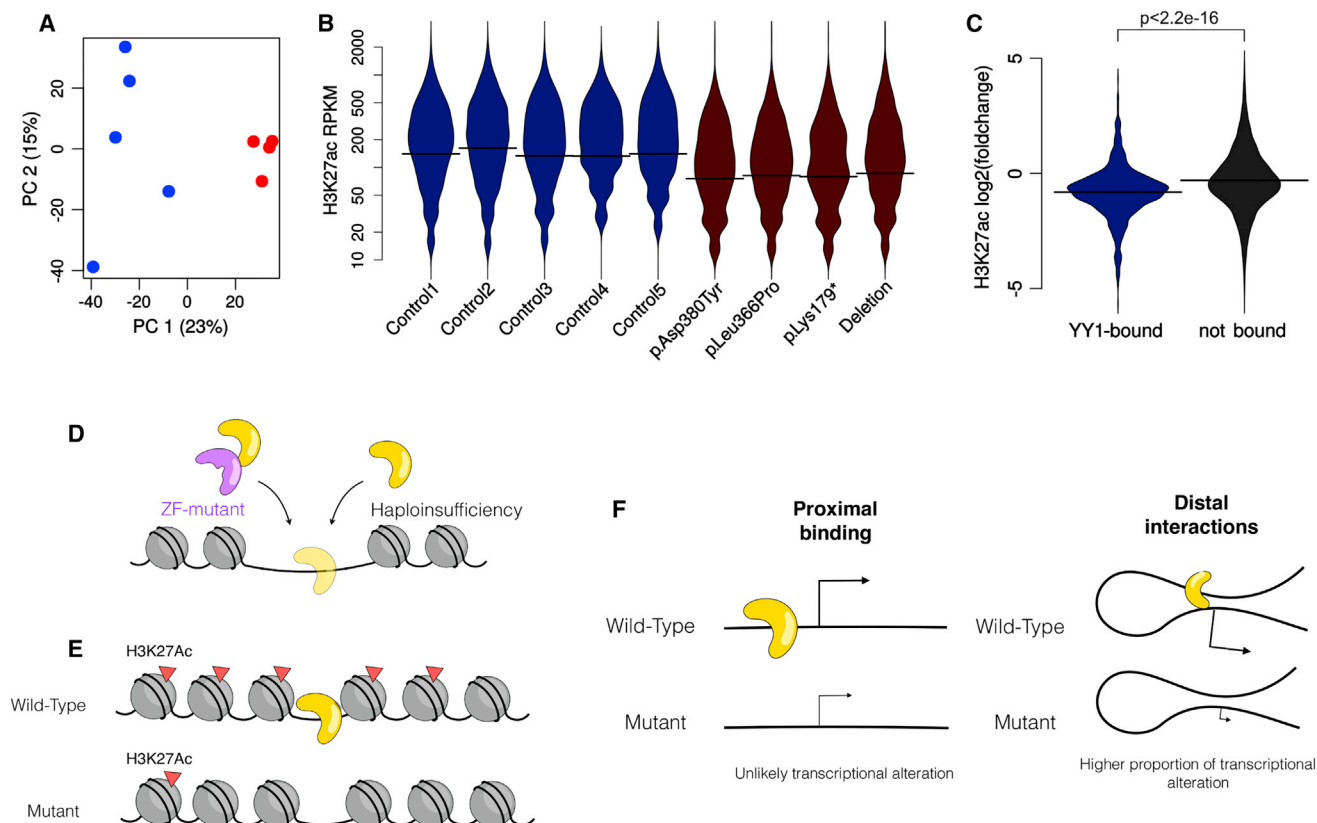 A
PC 2 (15%)
20
0
-20
-40
-40
-20
0
20
PC 1 (23%)
B
H3K27ac RPKM
2000
500
200
50
20
10
Control1
Control2
Control3
Control4
Control5
p.Asp380Tyr
p.Leu366Pro
p.Lys179*
Deletion
C
p<2.2e-16
H3K27ac log2(foldchange)
5
0
-5
YY1-bound
not bound
D
ZF-mutant
Haploinsufficiency
E
H3K27Ac
Wild-Type
H3K27Ac
Mutant
F
Proximal
binding
Distal
interactions
Wild-Type
Wild-Type
Mutant
Mutant
Unlikely transcriptional alteration
Higher proportion of transcriptional
alteration